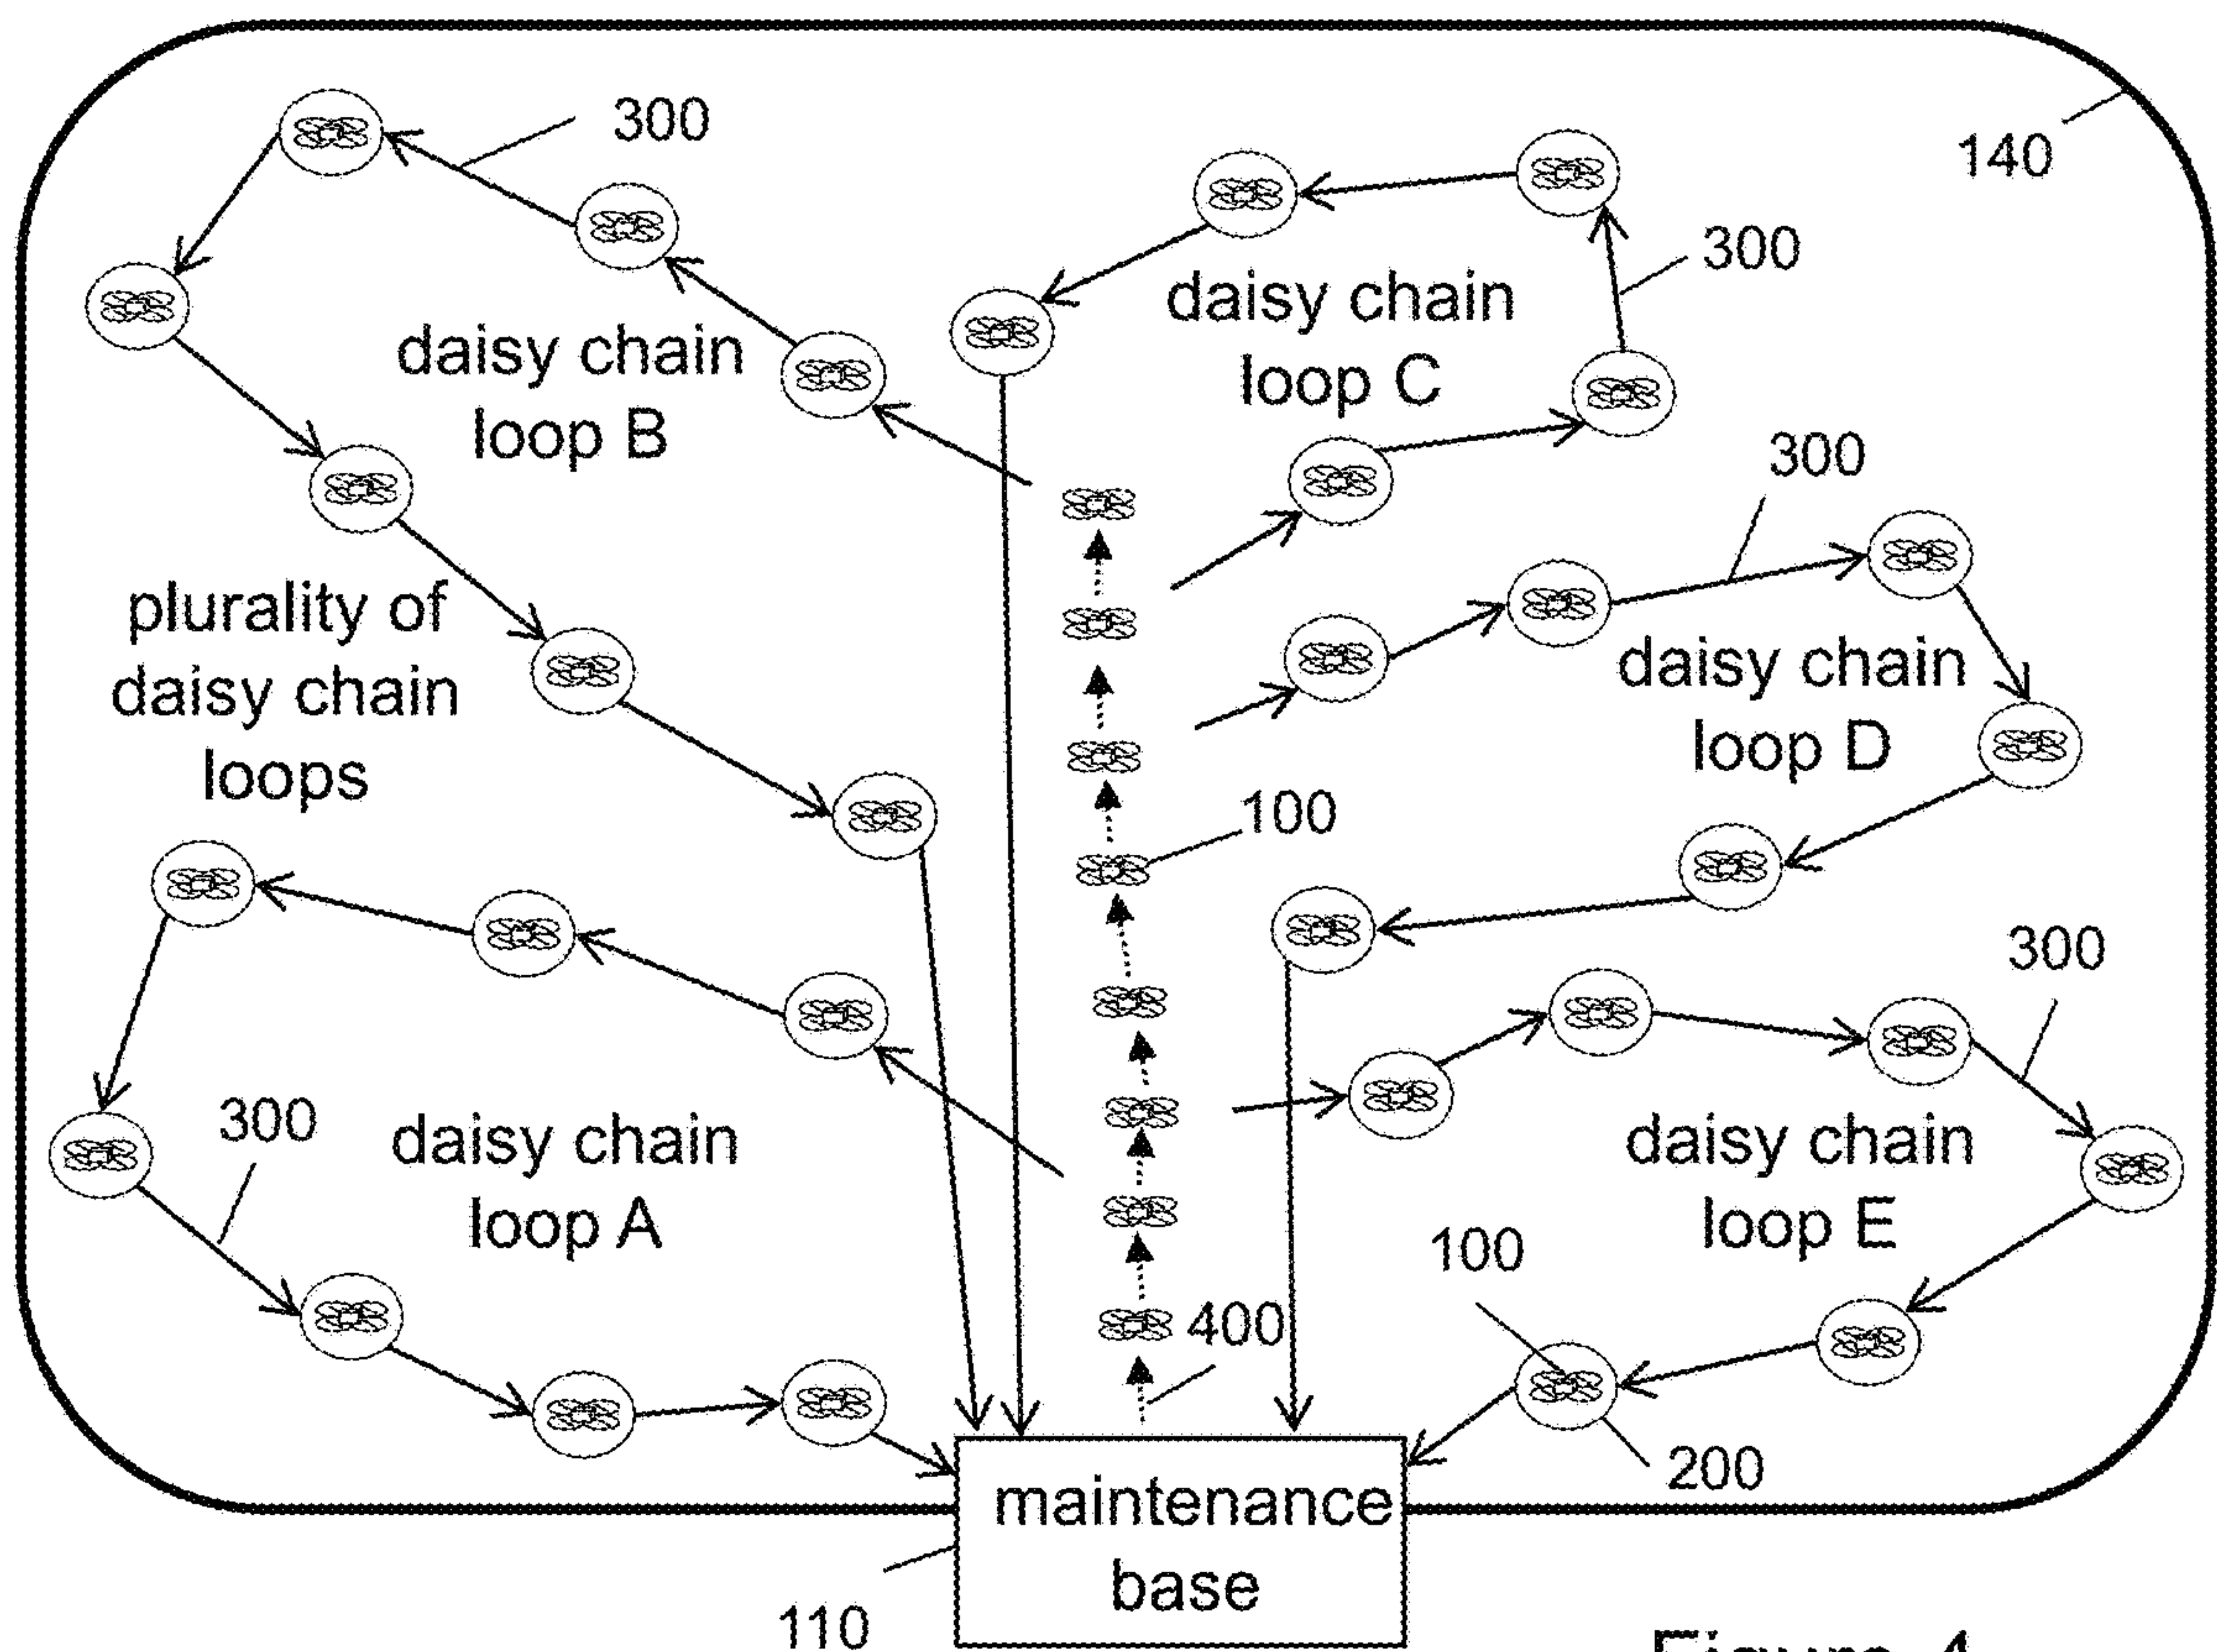 300
140
300
daisy chain
loop C
daisy chain
loop B
300
plurality of
daisy chain
loops
daisy chain
loop D
100
300
300
daisy chain
loop A
daisy chain
loop E
100
400
200
maintenance
base
110